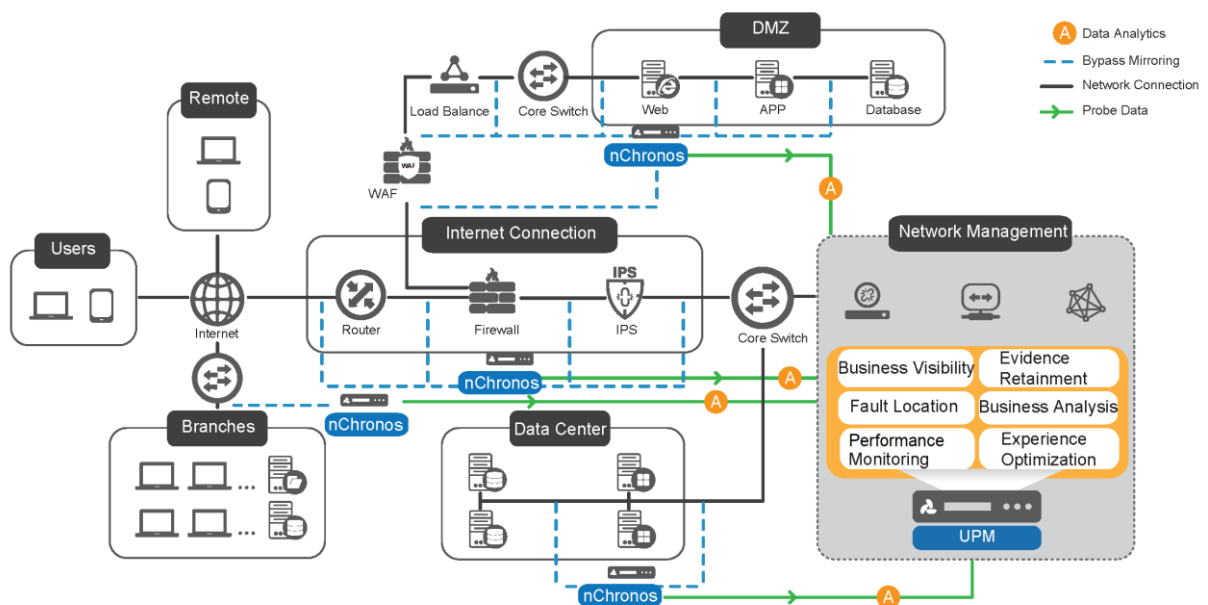 DMZ
A Data Analytics
Bypass Mirroring
Network Connection
Probe Data
Remote
Load Balance
Core Switch
Web
APP
Database
nChronos
WAF
WAF
A
Users
Internet Connection
Network Management
IPS
Internet
Router
Firewall
IPS
Core Switch
nChronos
A
Business Visibility
Evidence
Retainment
nChronos
A
Fault Location
Business Analysis
Branches
Data Center
Performance
Monitoring
Experience
Optimization
...
...
UPM
nChronos
A